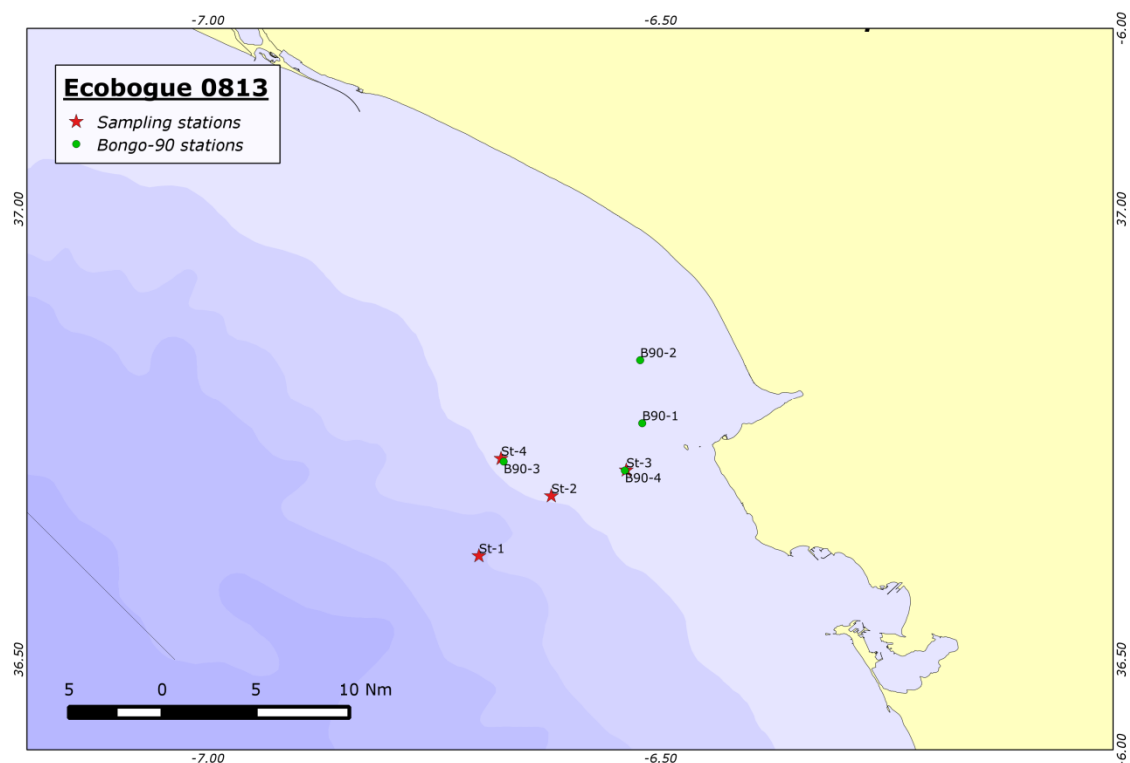 -7.00
-6.50
-6.00
Ecobogue 0813
Sampling stations
Bongo-90 stations
37.00
37.00
B90-2
B90-1
St-4
B90-3
St-3
B90-4
St-2
St-1
36.50
36.50
5 0 5 10 Nm
-7.00
-6.50
-6.00